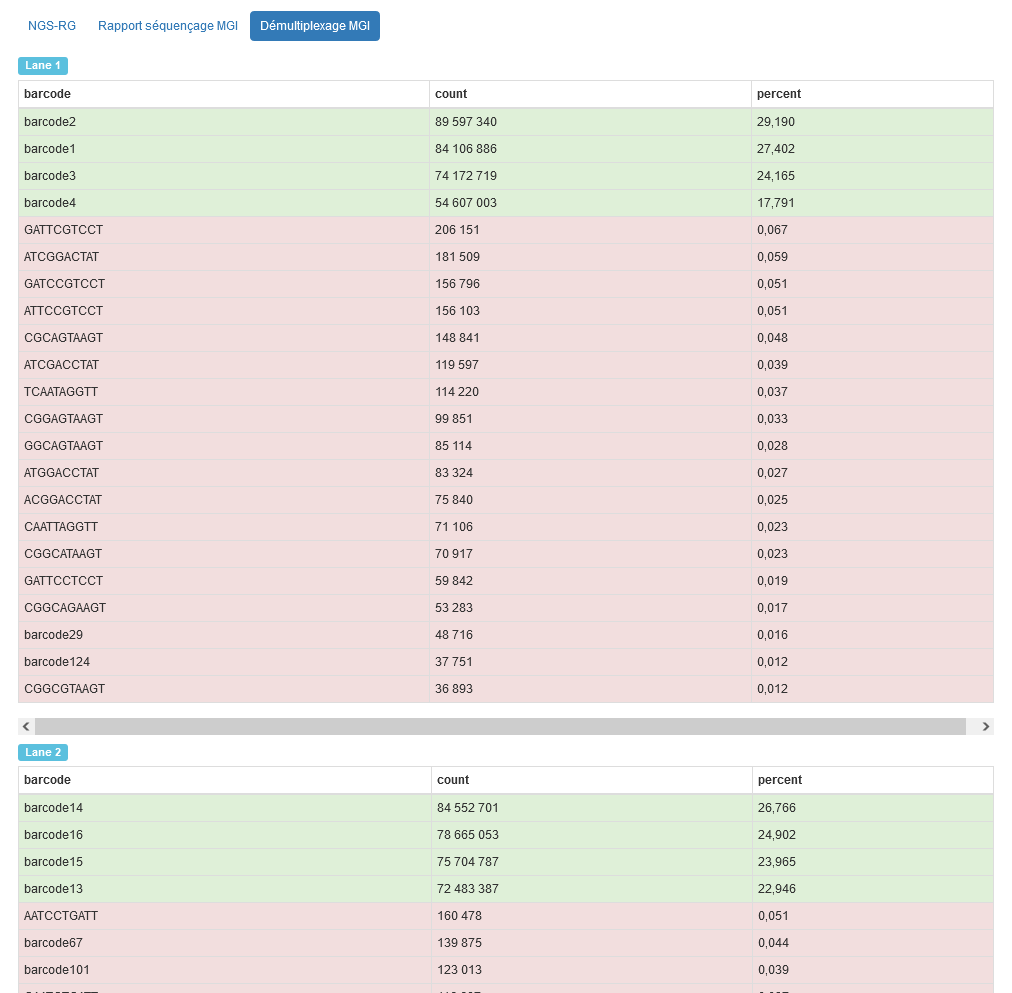 NGS-RG Rapport séquençage MGI Démultiplexage MGI
Lane 1
barcode count percent
barcode2 89 597 340 29,190
barcode1 84 106 886 27,402
barcode3 74 172 719 24,165
barcode4 54 607 003 17,791
GATTCGTCCT 206 151 0,067
ATCGGACTAT 181 509 0,059
GATCCGTCCT 156 796 0,051
ATTCCGTCCT 156 103 0,051
CGCAGTAAGT 148 841 0,048
ATCGACCTAT 119 597 0,039
TCAATAGGTT 114 220 0,037
CGGAGTAAGT 99 851 0,033
GGCAGTAAGT 85 114 0,028
ATGGACCTAT 83 324 0,027
ACGGACCTAT 75 840 0,025
CAATTAGGTT 71 106 0,023
CGGCATAAGT 70 917 0,023
GATTCCTCCT 59 842 0,019
CGGCAGAAGT 53 283 0,017
barcode29 48 716 0,016
barcode124 37 751 0,012
CGGCGTAAGT 36 893 0,012
Lane 2
barcode count percent
barcode14 84 552 701 26,766
barcode16 78 665 053 24,902
barcode15 75 704 787 23,965
barcode13 72 483 387 22,946
AATCCTGATT 160 478 0,051
barcode67 139 875 0,044
barcode101 123 013 0,039